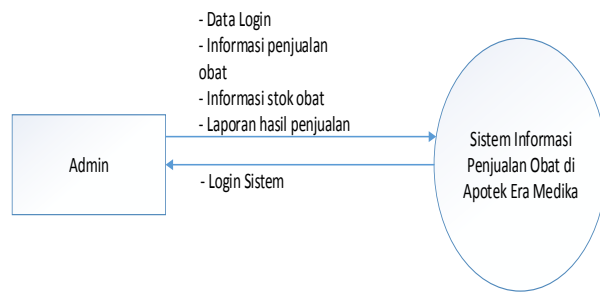 - Data Login
- Informasi penjualan
obat
- Informasi stok obat
- Laporan hasil penjualan
Admin
- Login Sistem
Sistem Informasi
Penjualan Obat di
Apotek Era Medika